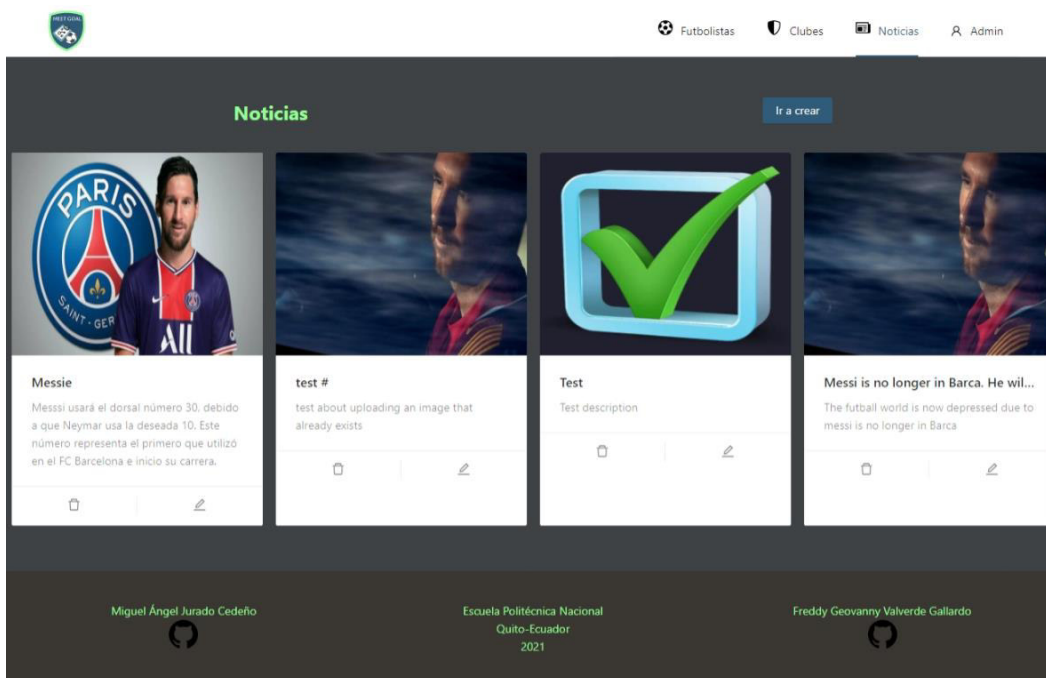 MEET GOAL
Futbolistas
Clubes
Noticias
Admin
Noticias
Ir a crear
PARIS
SAINT-GER
ALL
Messie
Messsi usará el dorsal número 30, debido
a que Neymar usa la deseada 10. Este
número representa el primero que utilizó
en el FC Barcelona e inicio su carrera.
test #
test about uploading an image that
already exists
Test
Test description
Messi is no longer in Barca. He wil...
The futball world is now depressed due to
messi is no longer in Barca
Miguel Ángel Jurado Cedeño
Escuela Politécnica Nacional
Quito-Ecuador
2021
Freddy Geovanny Valverde Gallardo